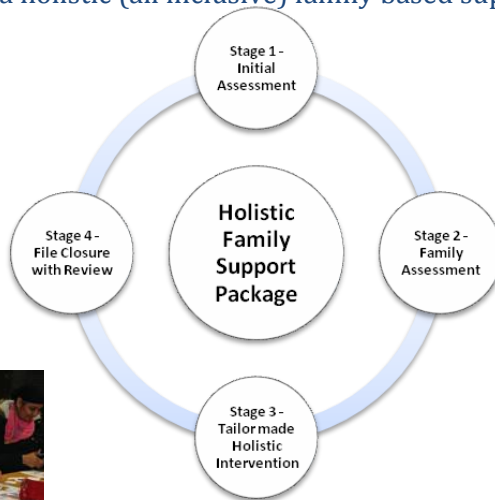 a holistic (all inclusive) family based
Stage 1 -
Initial
Assessment
Stage 4 -
File Closure
with Review
Holistic
Family
Support
Package
Stage 2 -
Family
Assessment
Stage 3 -
Tailor made
Holistic
Intervention